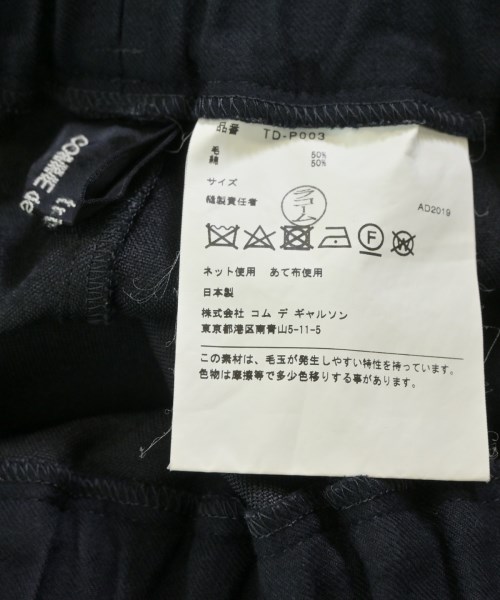 品番 TD-P003
毛 50%
綿 50%
サイズ
縫製責任者
AD2019
F
W
ネット使用 あて布使用
日本製
株式会社 コム デ ギャルソン
東京都港区南青山5-11-5
この素材は、毛玉が発生しやすい特性を持っています。
色物は摩擦等で多少色移りする事があります。
COMME de